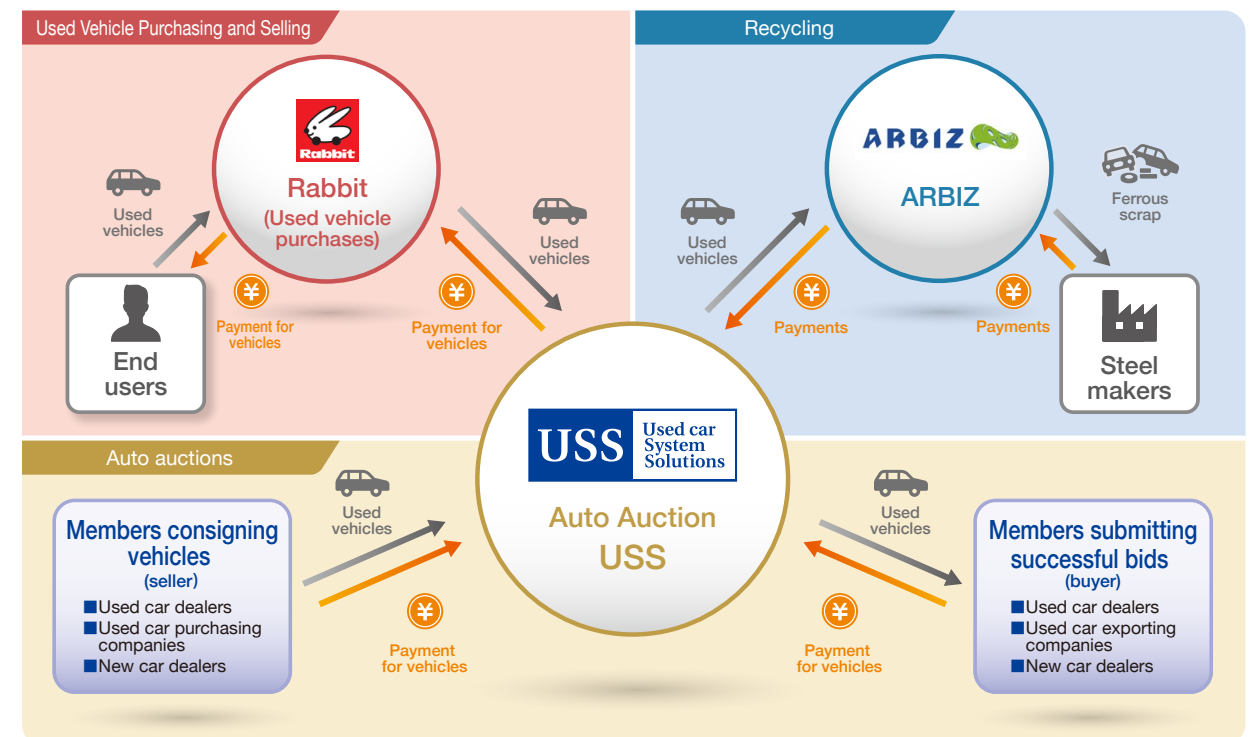 Used Vehicle Purchasing and Selling
Rabbit
Rabbit
(Used vehicle
purchases)
Used
vehicles
Used
vehicles
¥
Payment for
vehicles
¥
Payment for
vehicles
End
users
Recycling
ARBIZ
ARBIZ
Used
vehicles
Ferrous
scrap
¥
Payments
¥
Payments
Steel
makers
USS
Used car
System
Solutions
Auto Auction
USS
Auto auctions
Members consigning
vehicles
(seller)
■Used car dealers
■Used car purchasing
companies
■New car dealers
Used
vehicles
¥
Payment
for vehicles
Used
vehicles
¥
Payment
for vehicles
Members submitting
successful bids
(buyer)
■Used car dealers
■Used car exporting
companies
■New car dealers